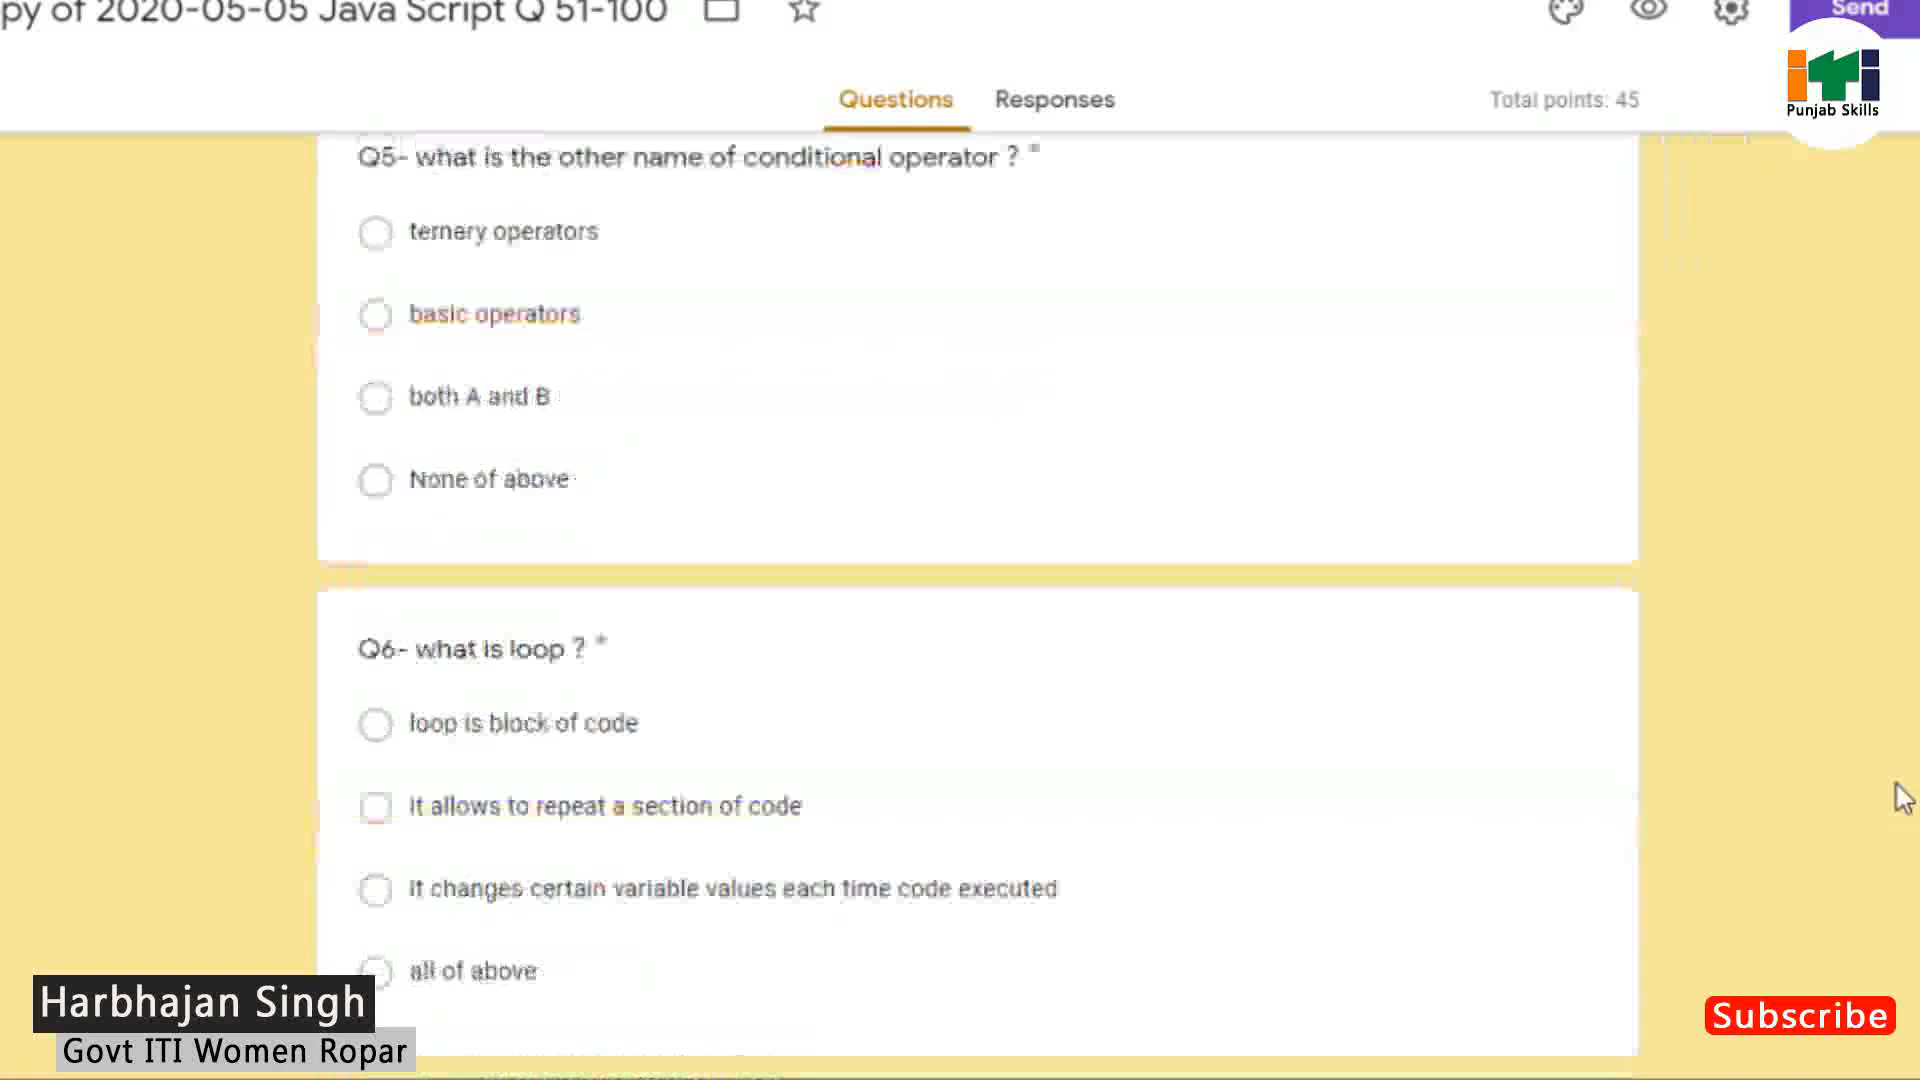 py of 2020-05-05 Java Script Q 51-100
Send
Questions
Responses
Total points: 45
Punjab Skills
Q5- what is the other name of conditional operator ? *
ternary operators
basic operators
both A and B
None of above
Q6- what is loop ? *
loop is block of code
It allows to repeat a section of code
It changes certain variable values each time code executed
all of above
Harbhajan Singh
Govt ITI Women Ropar
Subscribe